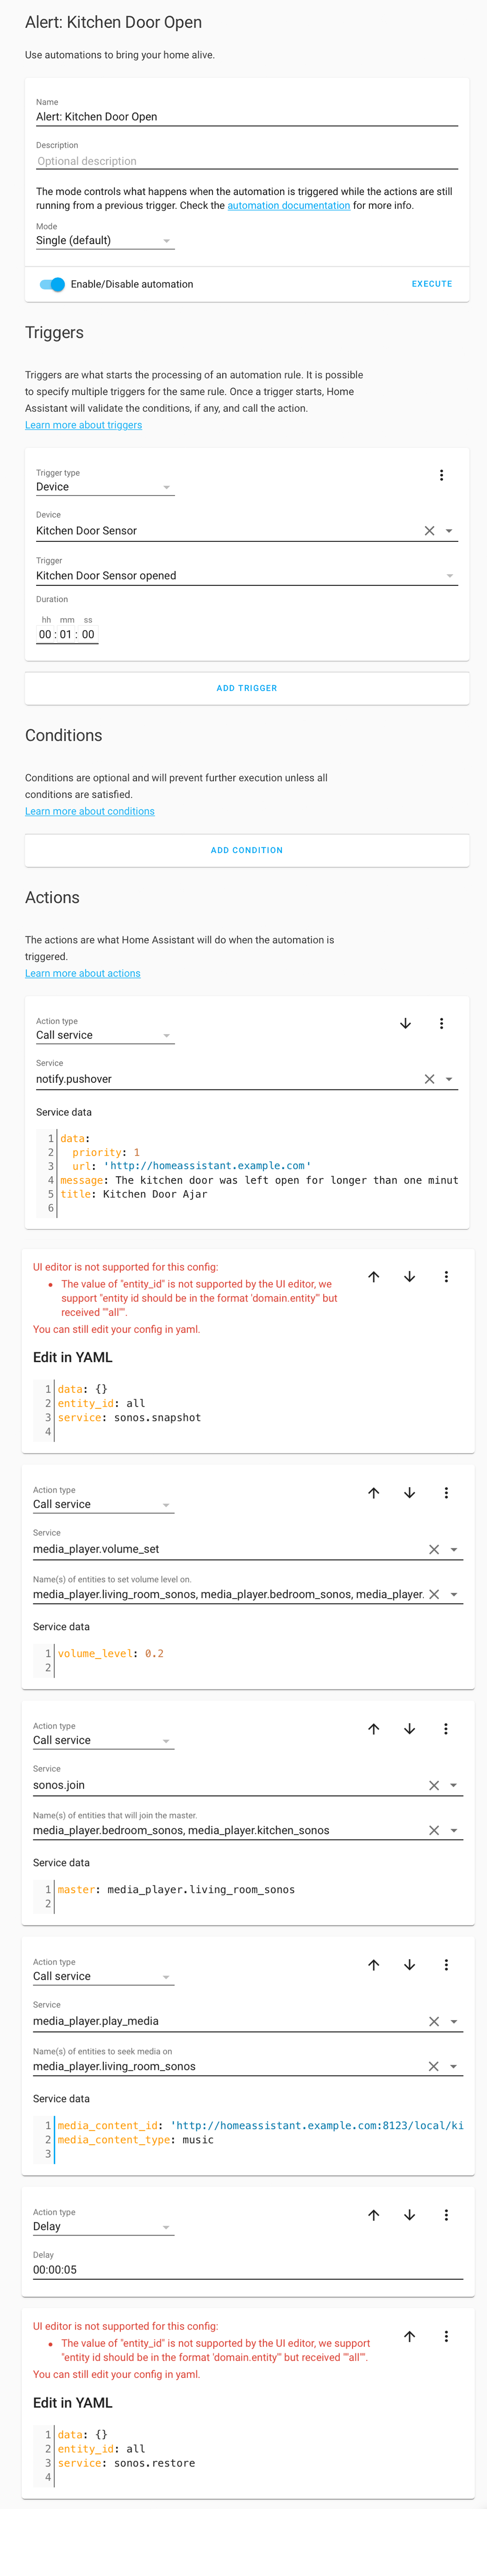 Alert: Kitchen Door Open
Use automations to bring your home alive.
Name
Alert: Kitchen Door Open
Description
Optional description
The mode controls what happens when the automation is triggered while the actions are still
running from a previous trigger. Check the automation documentation for more info.
Mode
Single (default)
Enable/Disable automation
EXECUTE
Triggers
Triggers are what starts the processing of an automation rule. It is possible
to specify multiple triggers for the same rule. Once a trigger starts, Home
Assistant will validate the conditions, if any, and call the action.
Learn more about triggers
Trigger type
Device
Device
Kitchen Door Sensor
Trigger
Kitchen Door Sensor opened
Duration
hh mm ss
00 : 01 : 00
ADD TRIGGER
Conditions
Conditions are optional and will prevent further execution unless all
conditions are satisfied.
Learn more about conditions
ADD CONDITION
Actions
The actions are what Home Assistant will do when the automation is
triggered.
Learn more about actions
Action type
Call service
Service
notify.pushover
Service data
1 data:
2   priority: 1
3   url: 'http://homeassistant.example.com'
4 message: The kitchen door was left open for longer than one minut
5 title: Kitchen Door Ajar
6
UI editor is not supported for this config:
• The value of "entity_id" is not supported by the UI editor, we
support "entity id should be in the format 'domain.entity'" but
received '"all"'.
You can still edit your config in yaml.
Edit in YAML
1 data: {}
2 entity_id: all
3 service: sonos.snapshot
4
Action type
Call service
Service
media_player.volume_set
Name(s) of entities to set volume level on.
media_player.living_room_sonos, media_player.bedroom_sonos, media_player.
Service data
1 volume_level: 0.2
2
Action type
Call service
Service
sonos.join
Name(s) of entities that will join the master.
media_player.bedroom_sonos, media_player.kitchen_sonos
Service data
1 master: media_player.living_room_sonos
2
Action type
Call service
Service
media_player.play_media
Name(s) of entities to seek media on
media_player.living_room_sonos
Service data
1 media_content_id: 'http://homeassistant.example.com:8123/local/ki
2 media_content_type: music
3
Action type
Delay
Delay
00:00:05
UI editor is not supported for this config:
• The value of "entity_id" is not supported by the UI editor, we support
"entity id should be in the format 'domain.entity'" but received '"all"'.
You can still edit your config in yaml.
Edit in YAML
1 data: {}
2 entity_id: all
3 service: sonos.restore
4